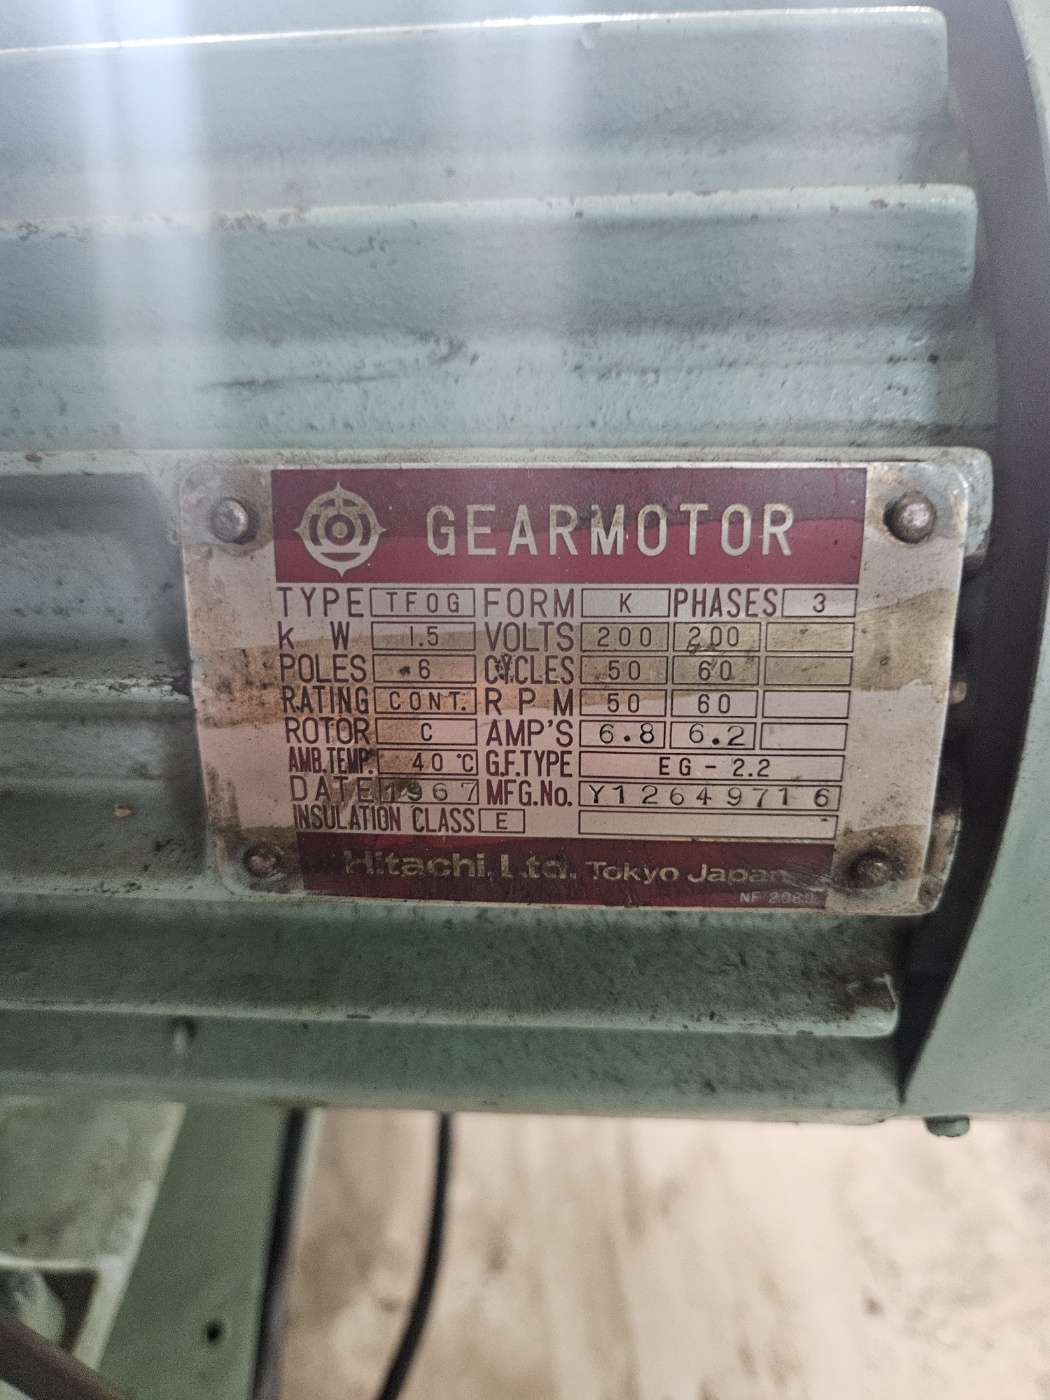 GEARMOTOR
TYPE TFOG FORM K PHASES 3
K W 1.5 VOLTS 200 200
POLES 6 CYCLES 50 60
RATING CONT. R P M 50 60
ROTOR C AMP'S 6.8 6.2
AMB.TEMP. 40 °C G.F.TYPE EG-2.2
DATE 1967 MFG.No. Y12649716
INSULATION CLASS E
Hitachi, Ltd. Tokyo Japan
NF